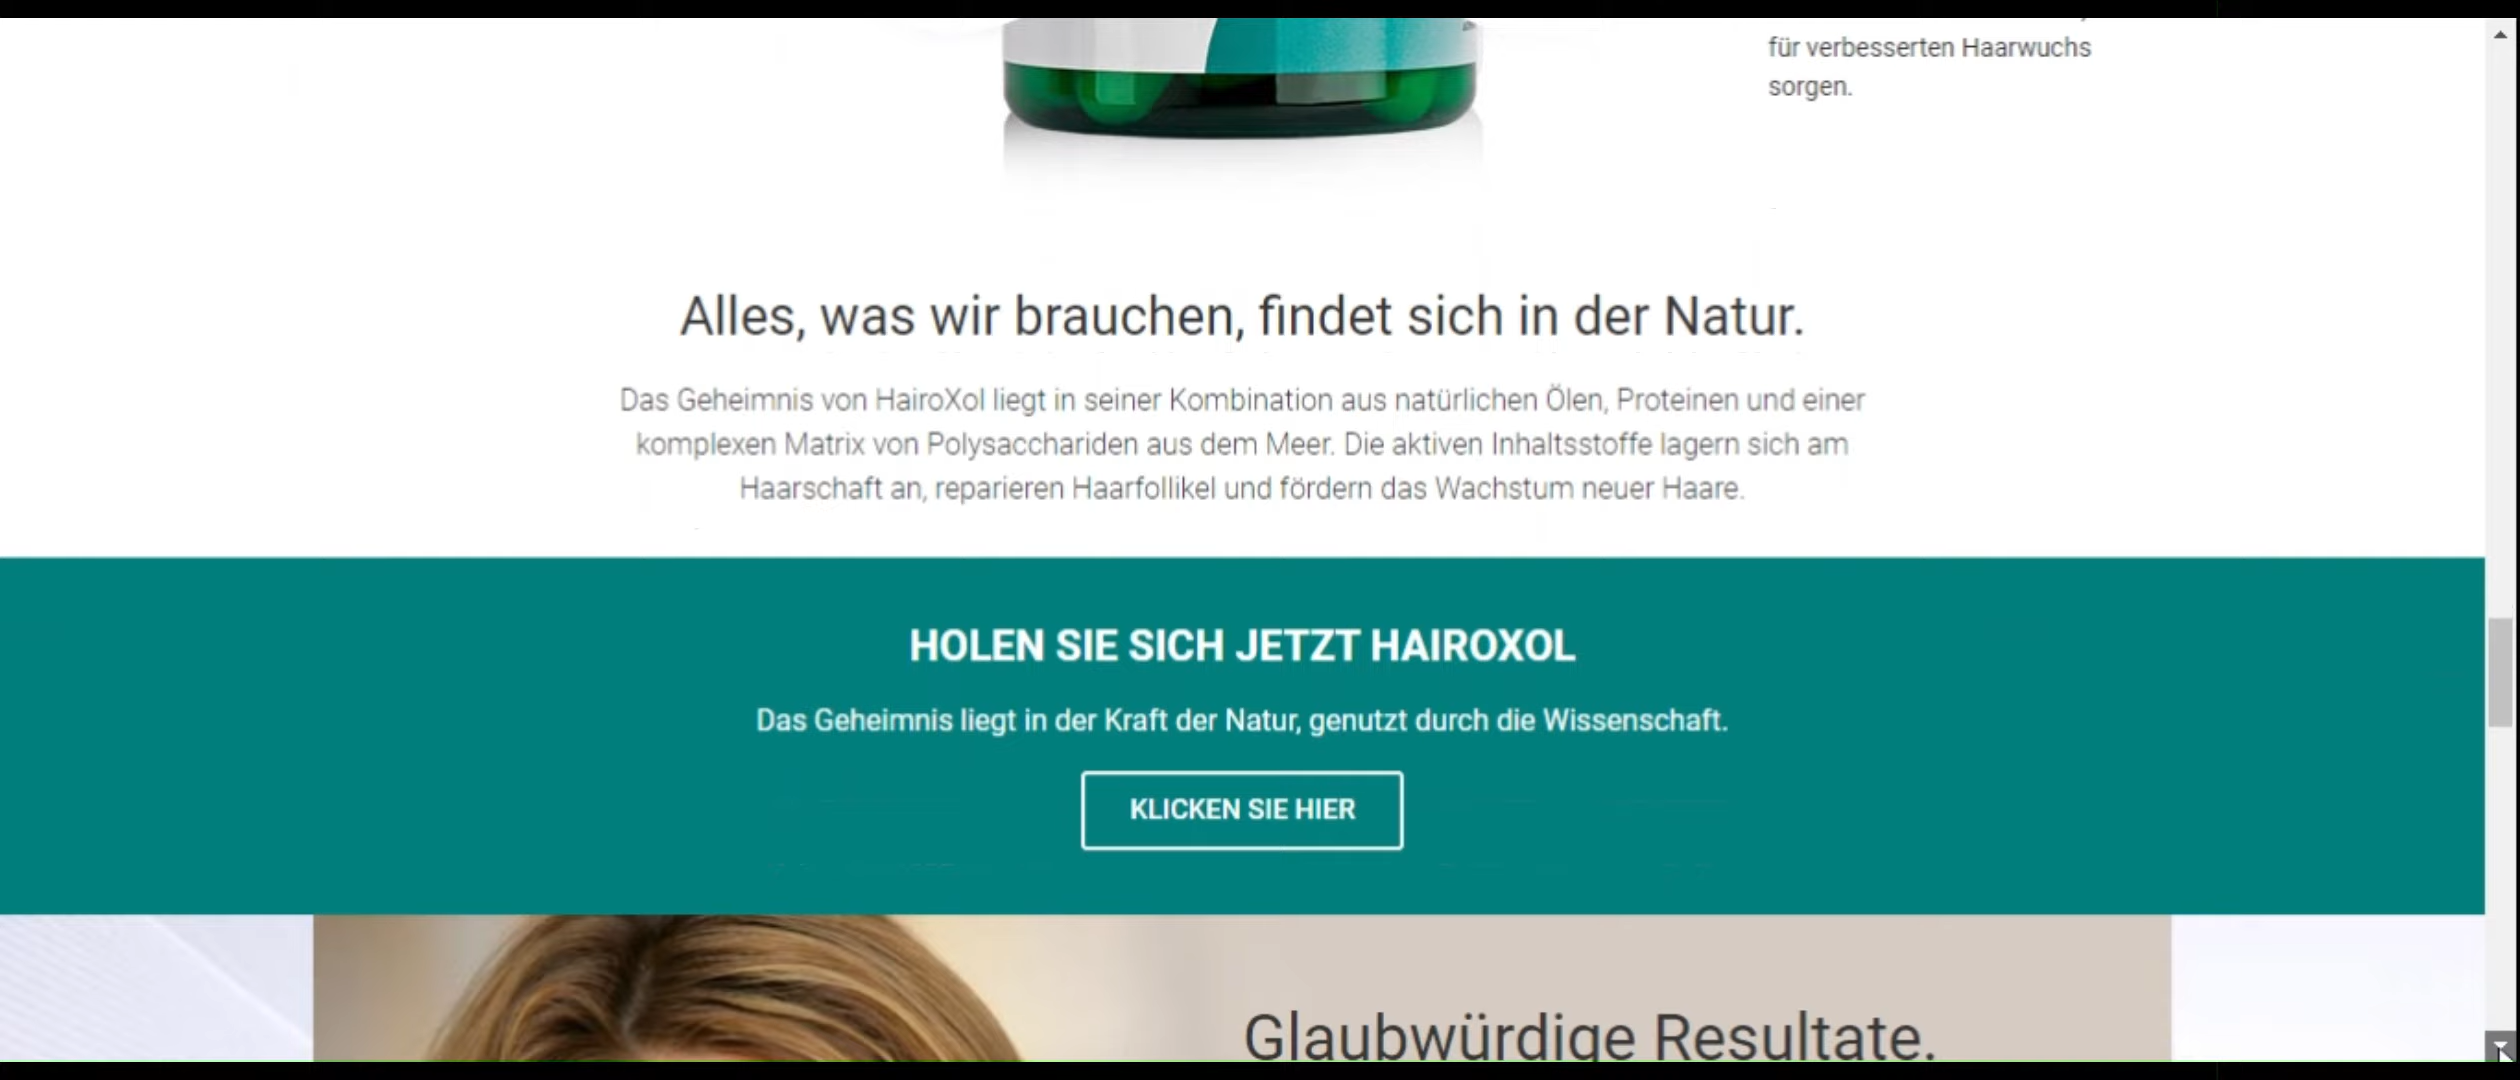 für verbesserten Haarwuchs
sorgen.
Alles, was wir brauchen, findet sich in der Natur.
Das Geheimnis von HairoXol liegt in seiner Kombination aus natürlichen Ölen, Proteinen und einer
komplexen Matrix von Polysacchariden aus dem Meer. Die aktiven Inhaltsstoffe lagern sich am
Haarschaft an, reparieren Haarfollikel und fördern das Wachstum neuer Haare.
HOLEN SIE SICH JETZT HAIROXOL
Das Geheimnis liegt in der Kraft der Natur, genutzt durch die Wissenschaft.
KLICKEN SIE HIER
Glaubwürdige Resultate.